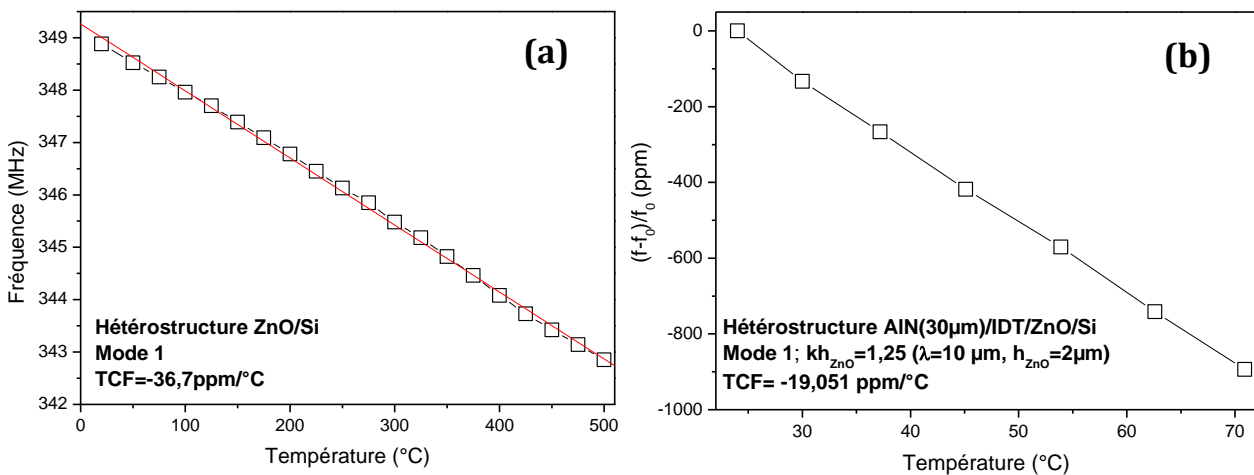 (a)
Fréquence (MHz)
349
348
347
346
345
344
343
342
Hétérostructure ZnO/Si
Mode 1
TCF=-36,7ppm/°C
0 100 200 300 400 500
Température (°C)
(b)
(f-f₀)/f₀ (ppm)
0
-200
-400
-600
-800
-1000
Hétérostructure AlN(30µm)/IDT/ZnO/Si
Mode 1; kh_ZnO=1,25 (λ=10 µm, h_ZnO=2µm)
TCF= -19,051 ppm/°C
30 40 50 60 70
Température (°C)